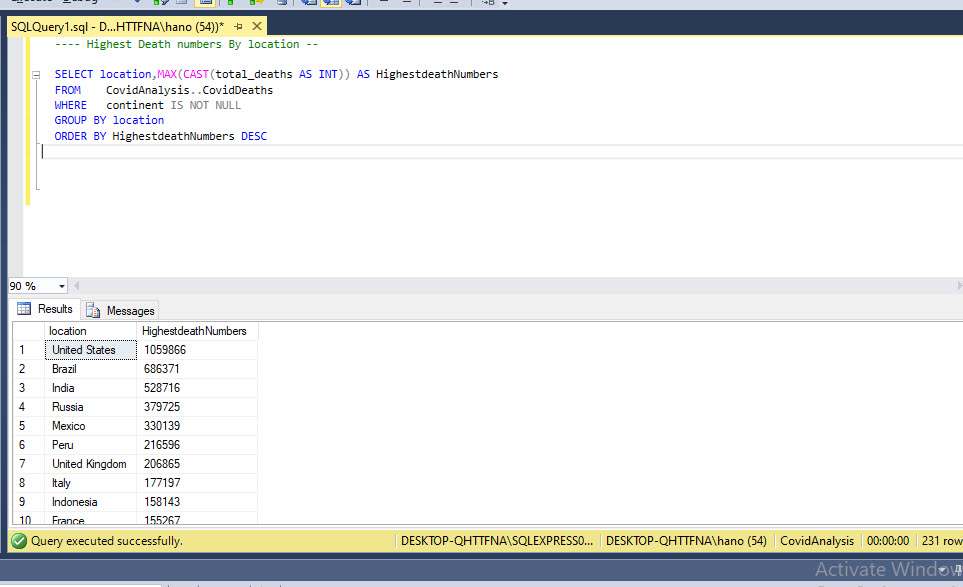 SQLQuery1.sql - D...HTTFNA\hano (54))*
---- Highest Death numbers By location --
SELECT location,MAX(CAST(total_deaths AS INT)) AS HighestdeathNumbers
FROM CovidAnalysis..CovidDeaths
WHERE continent IS NOT NULL
GROUP BY location
ORDER BY HighestdeathNumbers DESC
90 %
Results Messages
location HighestdeathNumbers
1 United States 1059866
2 Brazil 686371
3 India 528716
4 Russia 379725
5 Mexico 330139
6 Peru 216596
7 United Kingdom 206865
8 Italy 177197
9 Indonesia 158143
10 France 155267
Query executed successfully. DESKTOP-QHTTFNA\SQLEXPRESS0... DESKTOP-QHTTFNA\hano (54) CovidAnalysis 00:00:00 231 row
Activate Window